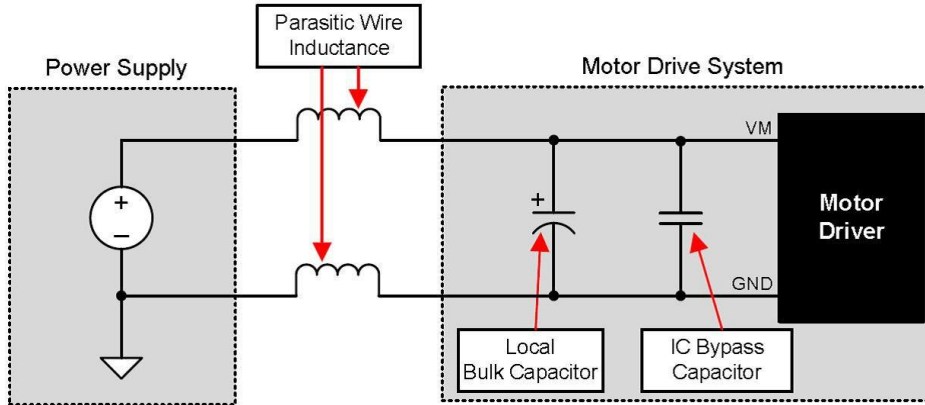 Parasitic Wire
Inductance
Power Supply
Motor Drive System
VM
+
–
+
Motor
Driver
GND
Local
Bulk Capacitor
IC Bypass
Capacitor